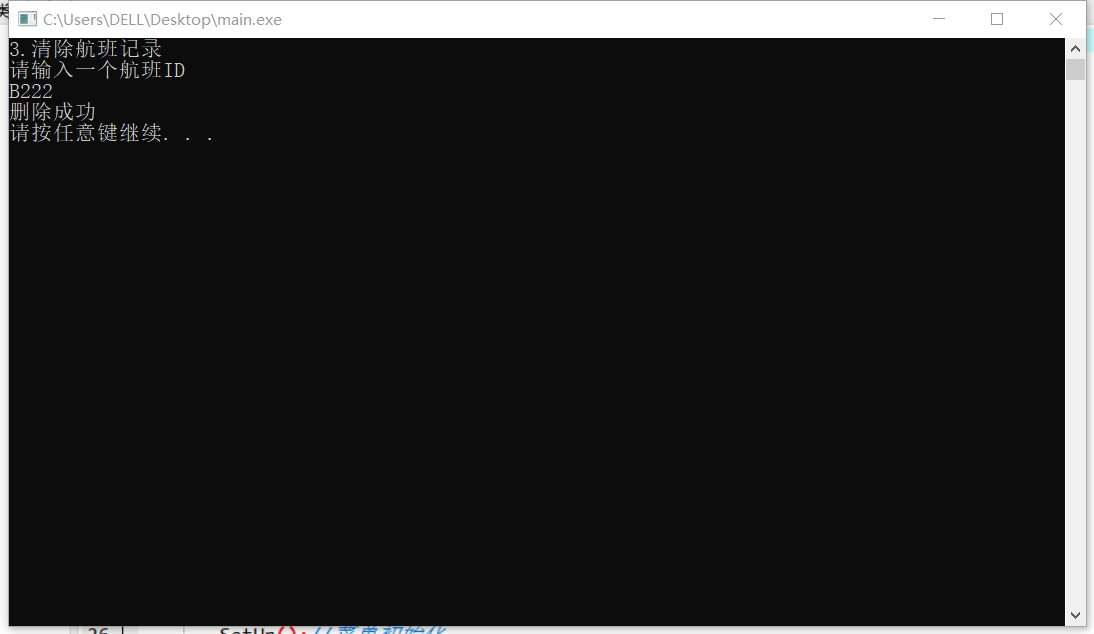 C:\Users\DELL\Desktop\main.exe
3.清除航班记录
请输入一个航班ID
B222
删除成功
请按任意键继续. . .
26 SetUp();//菜单初始化